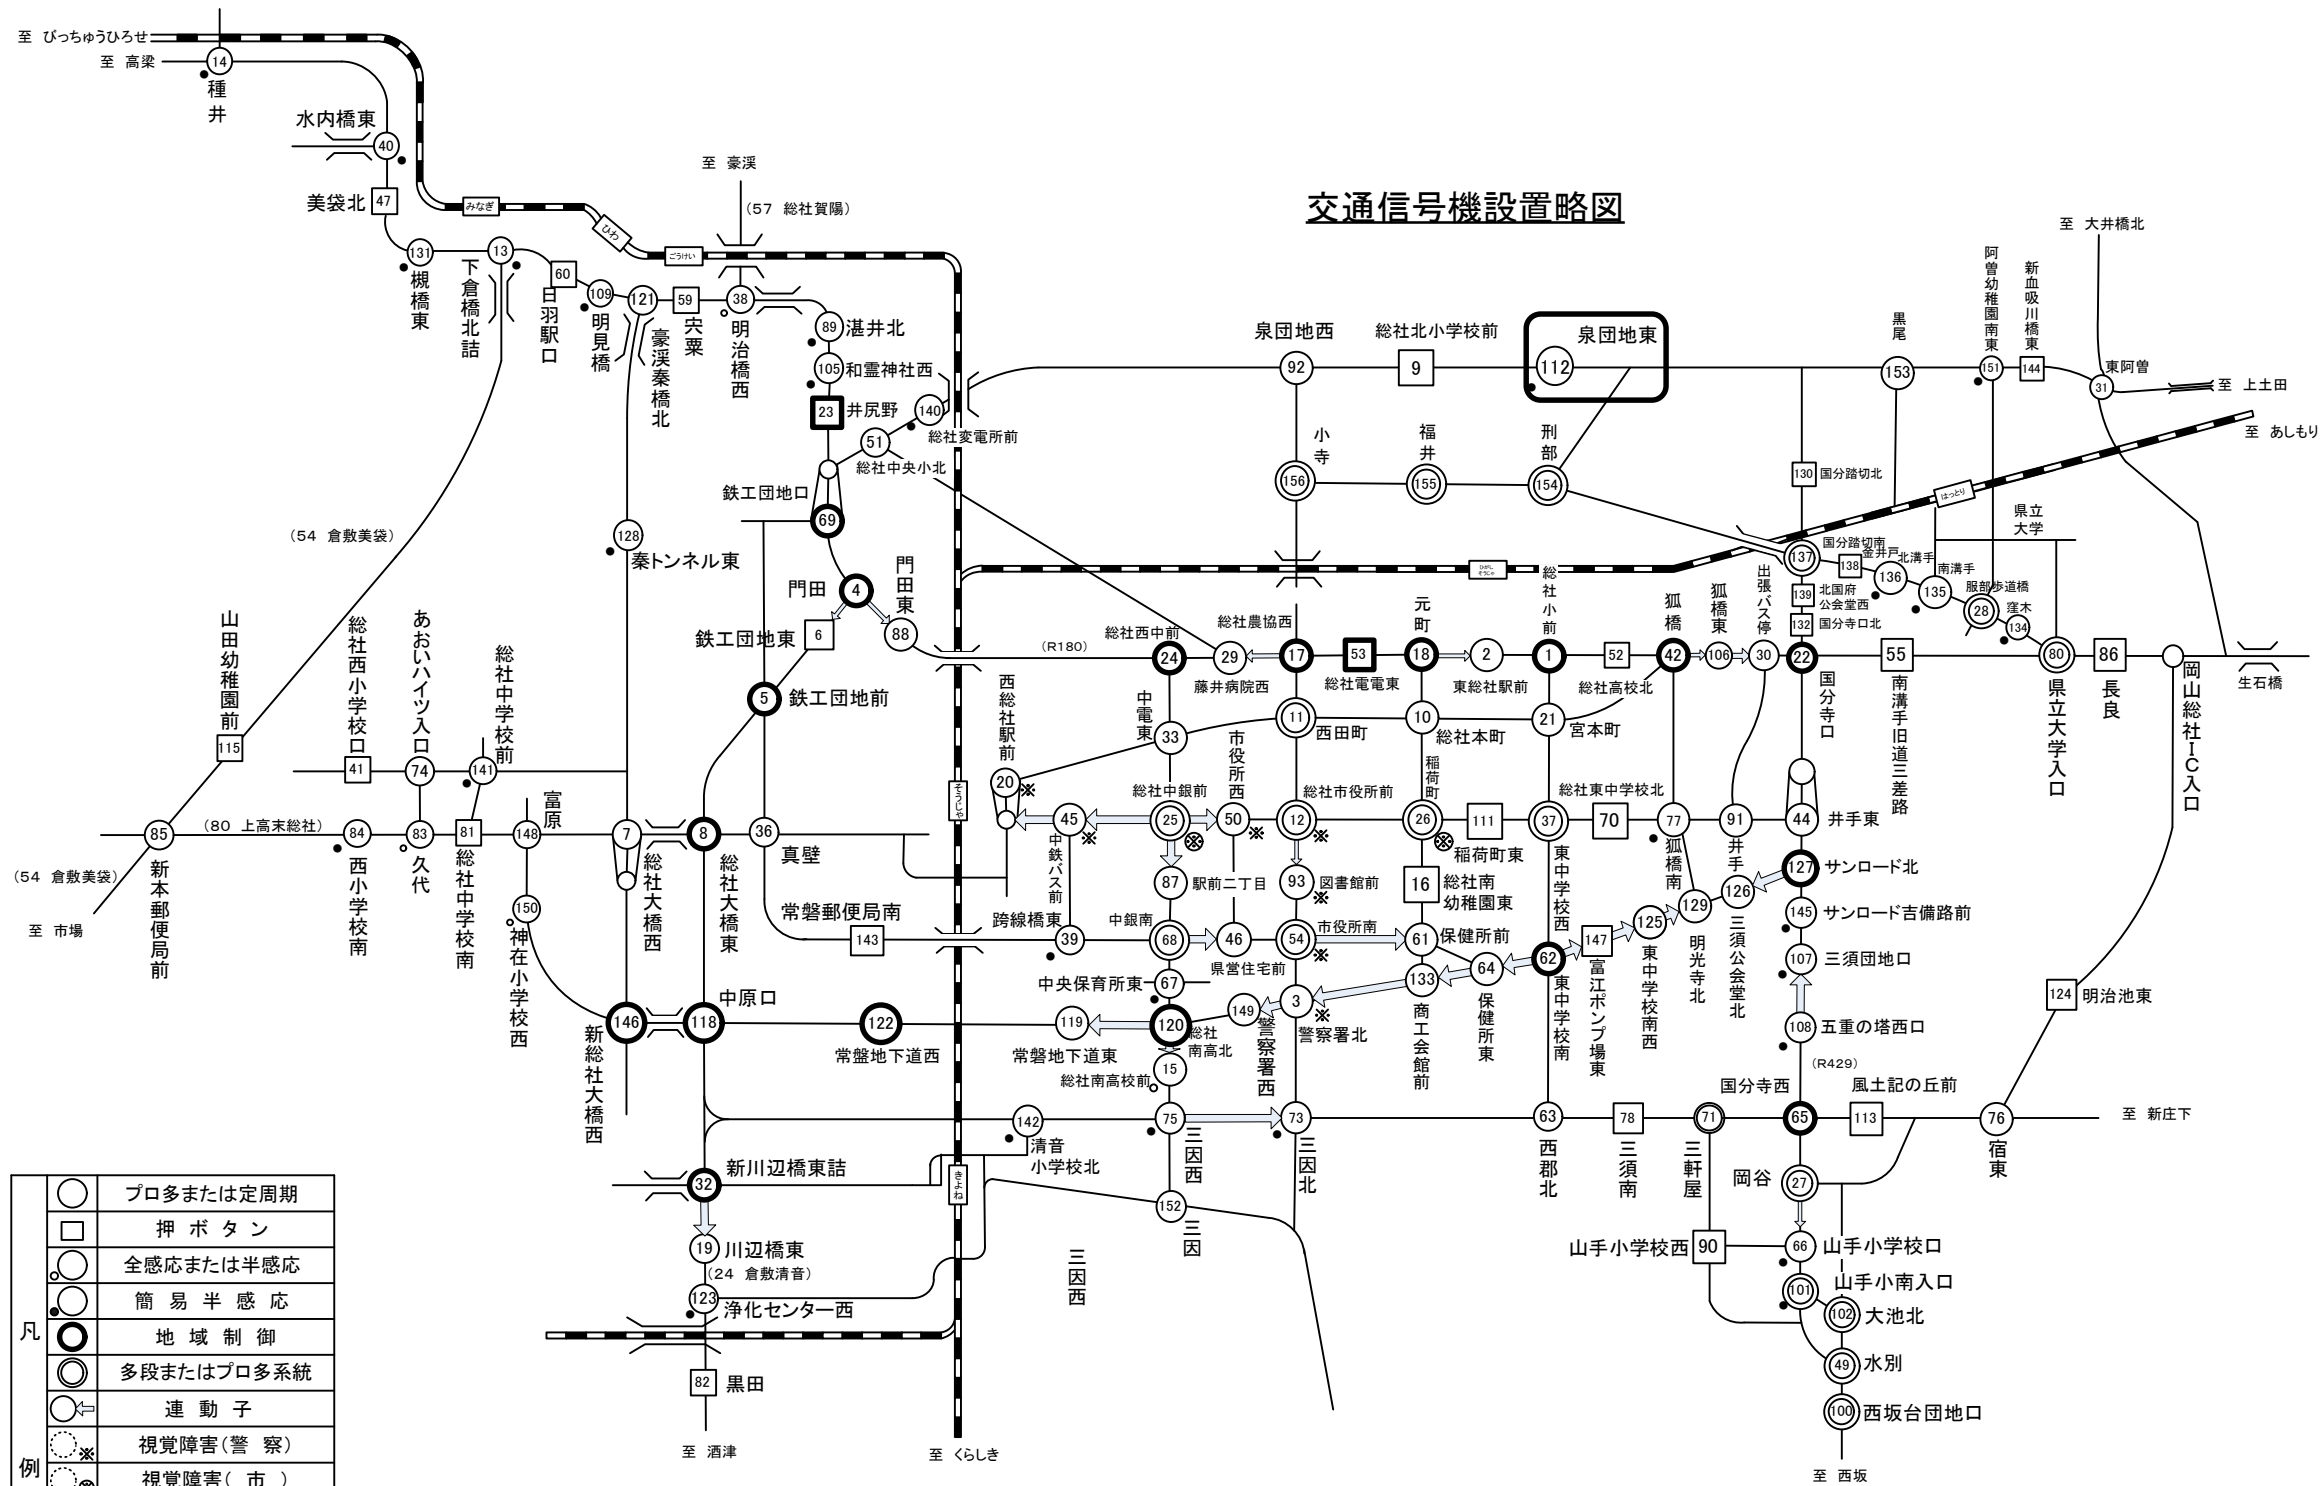 交通信号機設置略図
至 びっちゅうひろせ
至 高梁
14
種井
水内橋東
40
美袋北
47
みなぎ
ひわ
ごうけい
至 豪渓
(57 総社賀陽)
131
槻橋東
13
下倉橋北詰
60
日羽駅口
109
明見橋
121
豪渓秦橋北
59
宍粟
38
明治橋西
89
湛井北
105
和霊神社西
23
井尻野
140
総社変電所前
51
総社中央小北
鉄工団地口
69
128
秦トンネル東
(54 倉敷美袋)
門田
4
門田東
88
鉄工団地東
6
5
鉄工団地前
泉団地西
92
総社北小学校前
9
泉団地東
112
小寺
156
福井
155
刑部
154
黒尾
153
阿曽幼稚園南東
151
新血吸川橋東
144
至 大井橋北
東阿曽
31
至 上土田
至 あしもり
はっとり
130
国分踏切北
県立大学
137
国分踏切南
138
金井戸
136
北溝手
135
南溝手
28
服部歩道橋
134
窪木
139
北国府公会堂西
132
国分寺口北
ひがしそうじゃ
(R180)
総社西中前
24
29
藤井病院西
総社農協西
17
53
総社電電東
元町
18
2
東総社駅前
総社小前
1
52
総社高校北
狐橋
42
狐橋東
106
出張バス停
30
22
国分寺口
55
南溝手旧道三差路
80
県立大学入口
86
長良
岡山総社IC入口
生石橋
西総社駅前
20
※
中電東
33
11
西田町
10
総社本町
21
宮本町
山田幼稚園前
115
総社西小学校口
41
あおいハイツ入口
74
総社中学校前
141
85
新本郵便局前
(80 上高末総社)
84
西小学校南
83
久代
81
総社中学校南
148
富原
7
総社大橋西
8
総社大橋東
36
真壁
そうじゃ
45
※
中鉄バス前
総社中銀前
25
※
市役所西
50
※
総社市役所前
12
※
稲荷町
26
※
111
稲荷町東
37
東中学校西
総社東中学校北
70
77
狐橋南
91
井手
44
井手東
(54 倉敷美袋)
至 市場
150
神在小学校西
常磐郵便局南
143
跨線橋東
39
87
駅前二丁目
中銀南
68
46
県営住宅前
93
図書館前
※
54
市役所南
※
16
総社南幼稚園東
61
保健所前
64
保健所東
62
東中学校南
147
富江ポンプ場東
125
東中学校南西
129
明光寺北
126
三須公会堂北
127
サンロード北
145
サンロード吉備路前
107
三須団地口
108
五重の塔西口
(R429)
124
明治池東
中央保育所東
67
133
商工会館前
3
※
警察署北
149
警察署西
120
総社南高北
119
常盤地下道東
122
常盤地下道西
中原口
118
146
新総社大橋西
総社南高校前
15
142
清音小学校北
75
三因西
73
三因北
63
西郡北
78
三須南
71
三軒屋
国分寺西
65
113
風土記の丘前
76
宿東
至 新庄下
新川辺橋東詰
32
きよね
152
三因
三因西
19
川辺橋東
(24 倉敷清音)
123
浄化センター西
82
黒田
至 酒津
至 くらしき
岡谷
27
山手小学校西
90
66
山手小学校口
101
山手小南入口
102
大池北
49
水別
100
西坂台団地口
至 西坂
凡例
プロ多または定周期
押ボタン
全感応または半感応
簡易半感応
地域制御
多段またはプロ多系統
連動子
※
視覚障害(警察)
視覚障害(市)